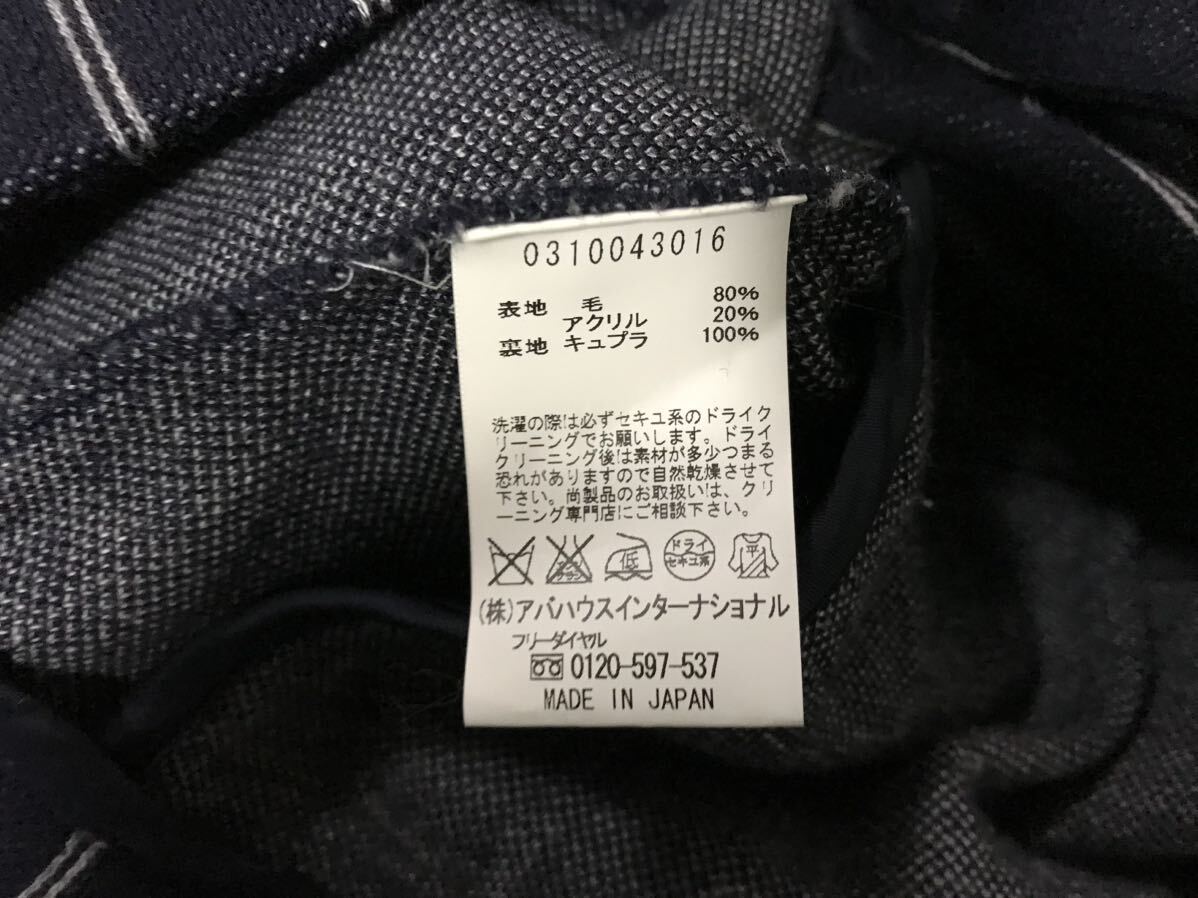 0310043016
表地 毛 80%
アクリル 20%
裏地 キュプラ 100%
洗濯の際は必ずセキユ系のドライク
リーニングでお願いします。ドライ
クリーニング後は素材が多少つまる
恐れがありますので自然乾燥させて
下さい。尚製品のお取扱いは、クリ
ーニング専門店にご相談下さい。
低 ドライ 平
セキユ系
(株)アバハウスインターナショナル
フリーダイヤル
0120-597-537
MADE IN JAPAN